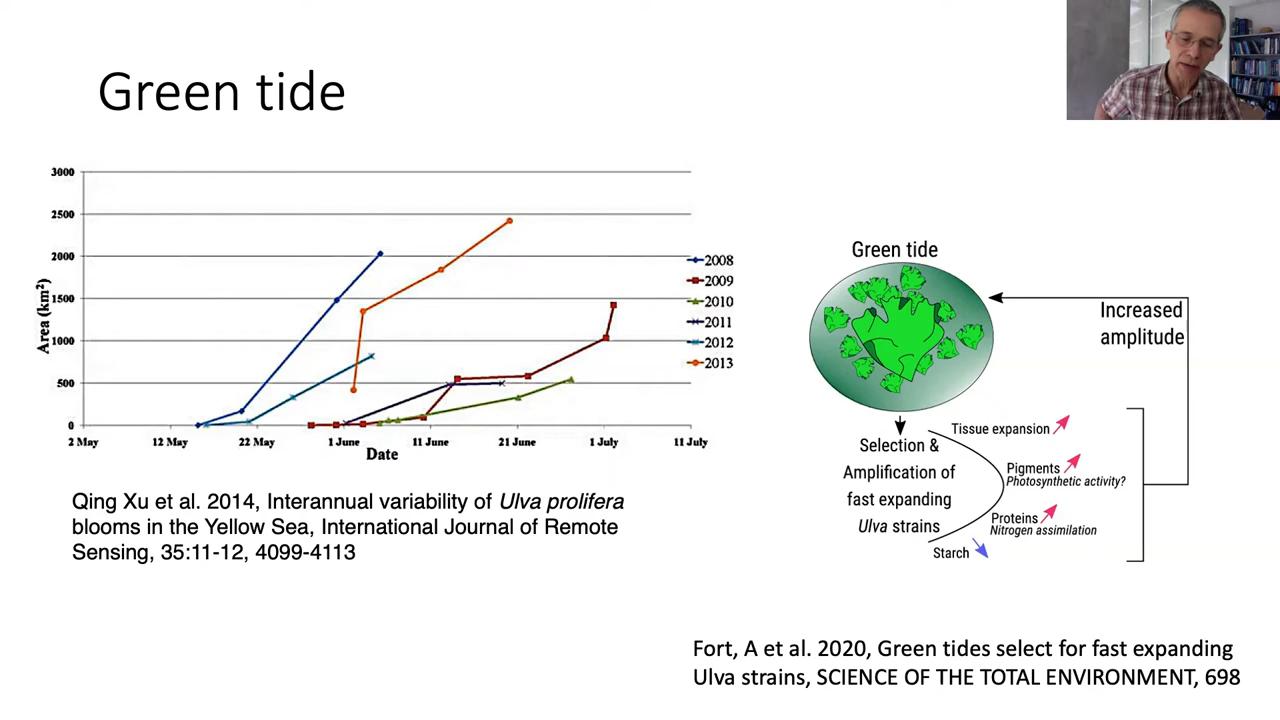 Green tide
3000
2500
2000
1500
1000
500
0
Area (km²)
2 May
12 May
22 May
1 June
11 June
21 June
1 July
11 July
Date
2008
2009
2010
2011
2012
2013
Qing Xu et al. 2014, Interannual variability of Ulva prolifera
blooms in the Yellow Sea, International Journal of Remote
Sensing, 35:11-12, 4099-4113
Green tide
Increased
amplitude
Selection &
Amplification of
fast expanding
Ulva strains
Tissue expansion
Pigments
Photosynthetic activity?
Proteins
Nitrogen assimilation
Starch
Fort, A et al. 2020, Green tides select for fast expanding
Ulva strains, SCIENCE OF THE TOTAL ENVIRONMENT, 698